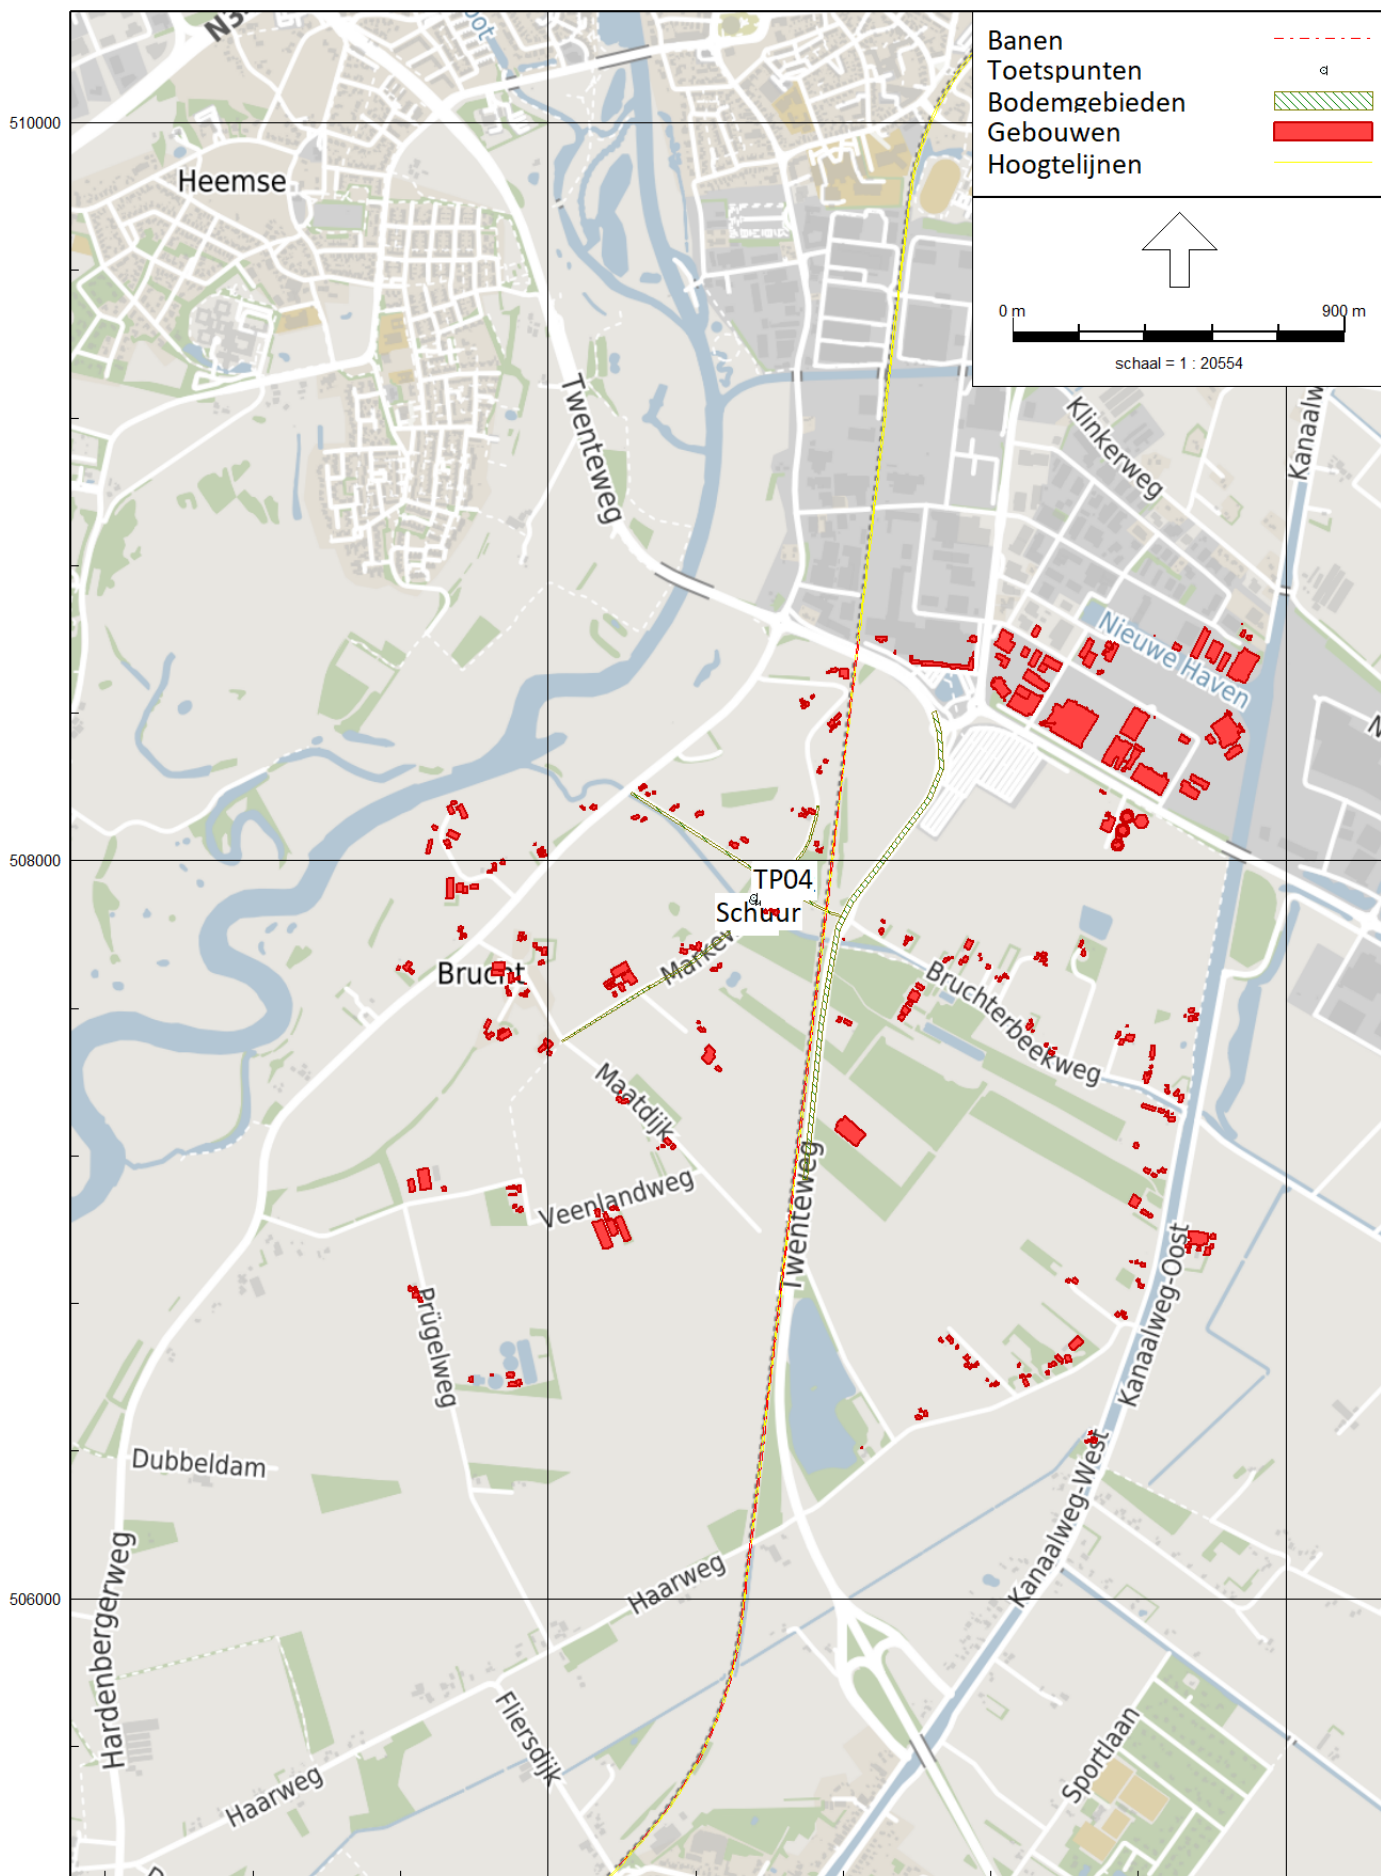 Banen
Toetspunten
Bodemgebieden
Gebouwen
Hoogtelijnen
0 m
900 m
schaal = 1 : 20554
510000
Heemse
Twenteweg
Klinkerweg
Nieuwe Haven
508000
TP04
Schuur
Brucht
Bruchterbeekweg
Maatdijk
Veenlandweg
Twenteweg
Prügelweg
Kanaalweg-Oost
Dubbeldam
Kanaalweg-West
Haarweg
506000
Hardenbergerweg
Fliersdijk
Haarweg
Sportlaan